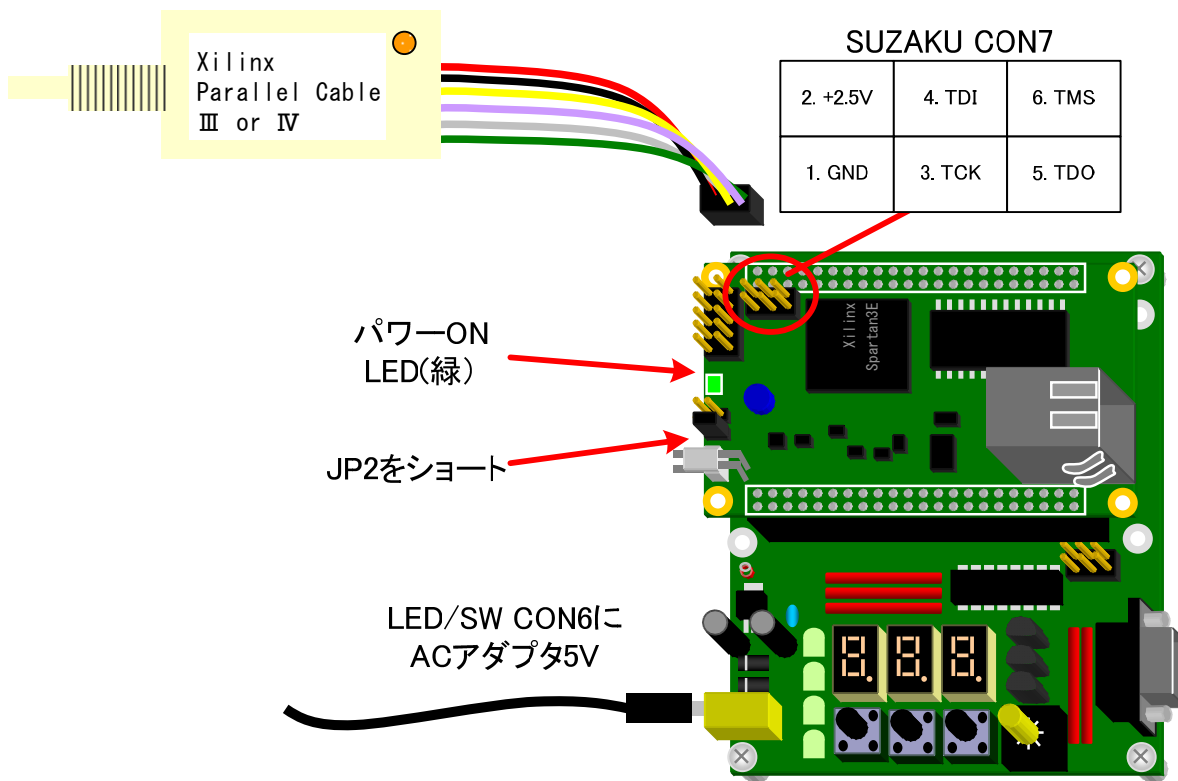 Xilinx
Parallel Cable
Ⅲ or Ⅳ
SUZAKU CON7
2. +2.5V
4. TDI
6. TMS
1. GND
3. TCK
5. TDO
パワーON
LED(緑)
Xilinx
Spartan3E
JP2をショート
LED/SW CON6に
ACアダプタ5V